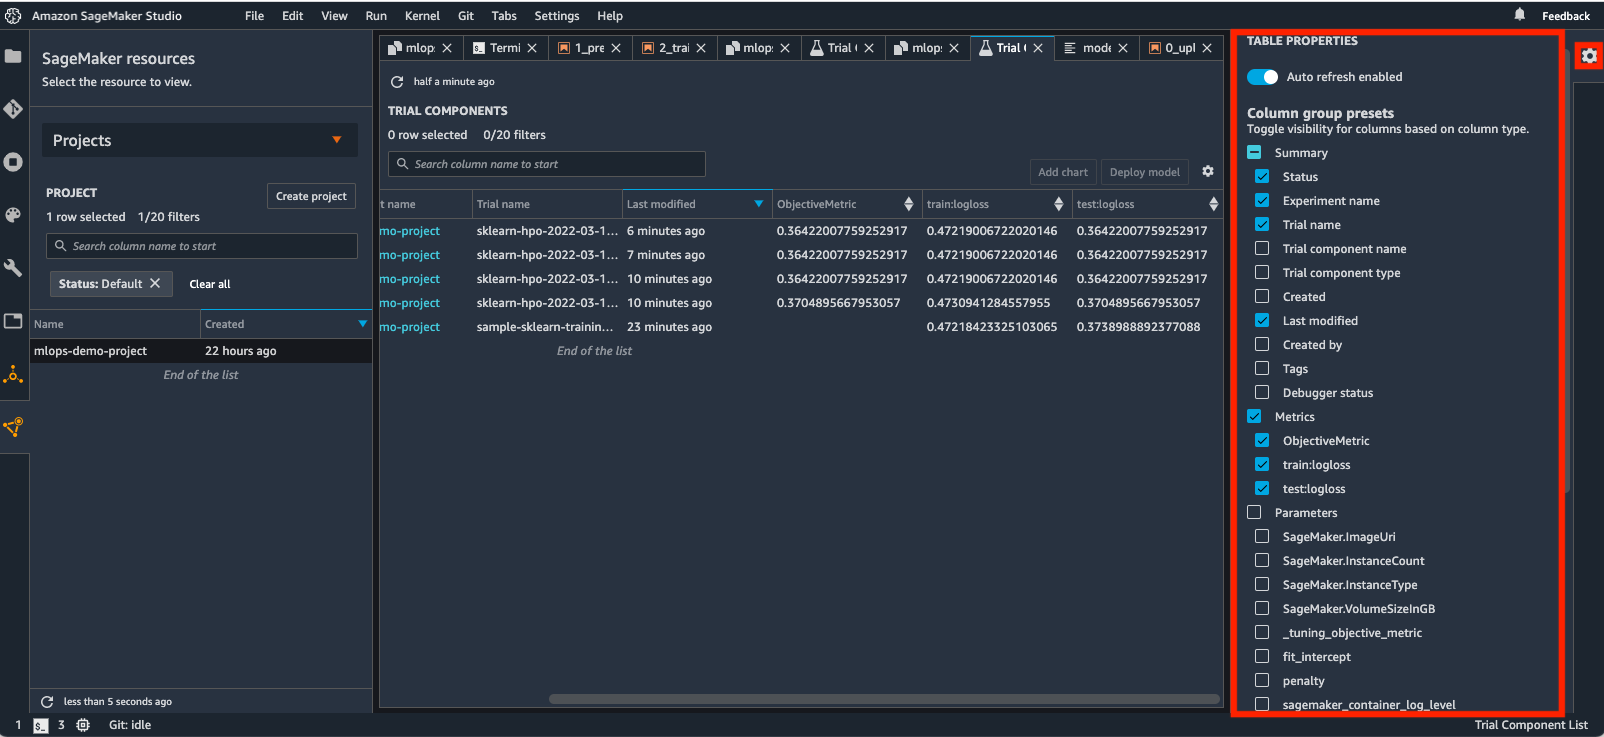 Amazon SageMaker Studio File Edit View Run Kernel Git Tabs Settings Help Feedback
SageMaker resources
Select the resource to view.
Projects
PROJECT
Create project
1 row selected 1/20 filters
Search column name to start
Status: Default
Clear all
Name Created
mlops-demo-project 22 hours ago
End of the list
less than 5 seconds ago
mlops Termi 1_pre 2_trai mlop: Trial ( mlop: Trial ( mode 0_upl
half a minute ago
TRIAL COMPONENTS
0 row selected 0/20 filters
Search column name to start
Add chart Deploy model
t name Trial name Last modified ObjectiveMetric train:logloss test:logloss
mo-project sklearn-hpo-2022-03-1... 6 minutes ago 0.36422007759252917 0.47219006722020146 0.36422007759252917
mo-project sklearn-hpo-2022-03-1... 7 minutes ago 0.36422007759252917 0.47219006722020146 0.36422007759252917
mo-project sklearn-hpo-2022-03-1... 10 minutes ago 0.36422007759252917 0.47219006722020146 0.36422007759252917
mo-project sklearn-hpo-2022-03-1... 10 minutes ago 0.3704895667953057 0.4730941284557955 0.3704895667953057
mo-project sample-sklearn-trainin... 23 minutes ago 0.47218423325103065 0.3738988892377088
End of the list
TABLE PROPERTIES
Auto refresh enabled
Column group presets
Toggle visibility for columns based on column type.
Summary
Status
Experiment name
Trial name
Trial component name
Trial component type
Created
Last modified
Created by
Tags
Debugger status
Metrics
ObjectiveMetric
train:logloss
test:logloss
Parameters
SageMaker.ImageUri
SageMaker.InstanceCount
SageMaker.InstanceType
SageMaker.VolumeSizeInGB
_tuning_objective_metric
fit_intercept
penalty
sagemaker_container_log_level
1 $_ 3 Git: idle Trial Component List